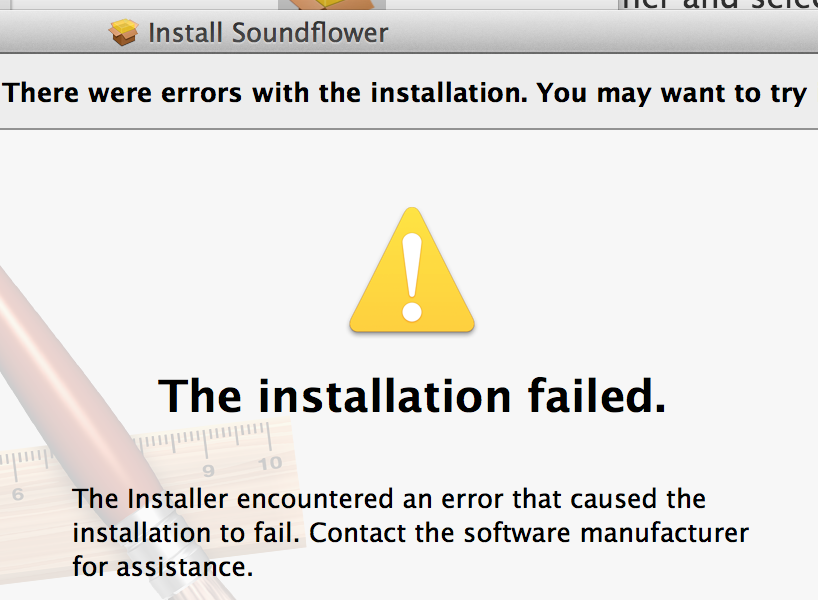 and
Install Soundflower
There were errors with the installation. You may want to try
The installation failed.
6 9 10
The Installer encountered an error that caused the
installation to fail. Contact the software manufacturer
for assistance.